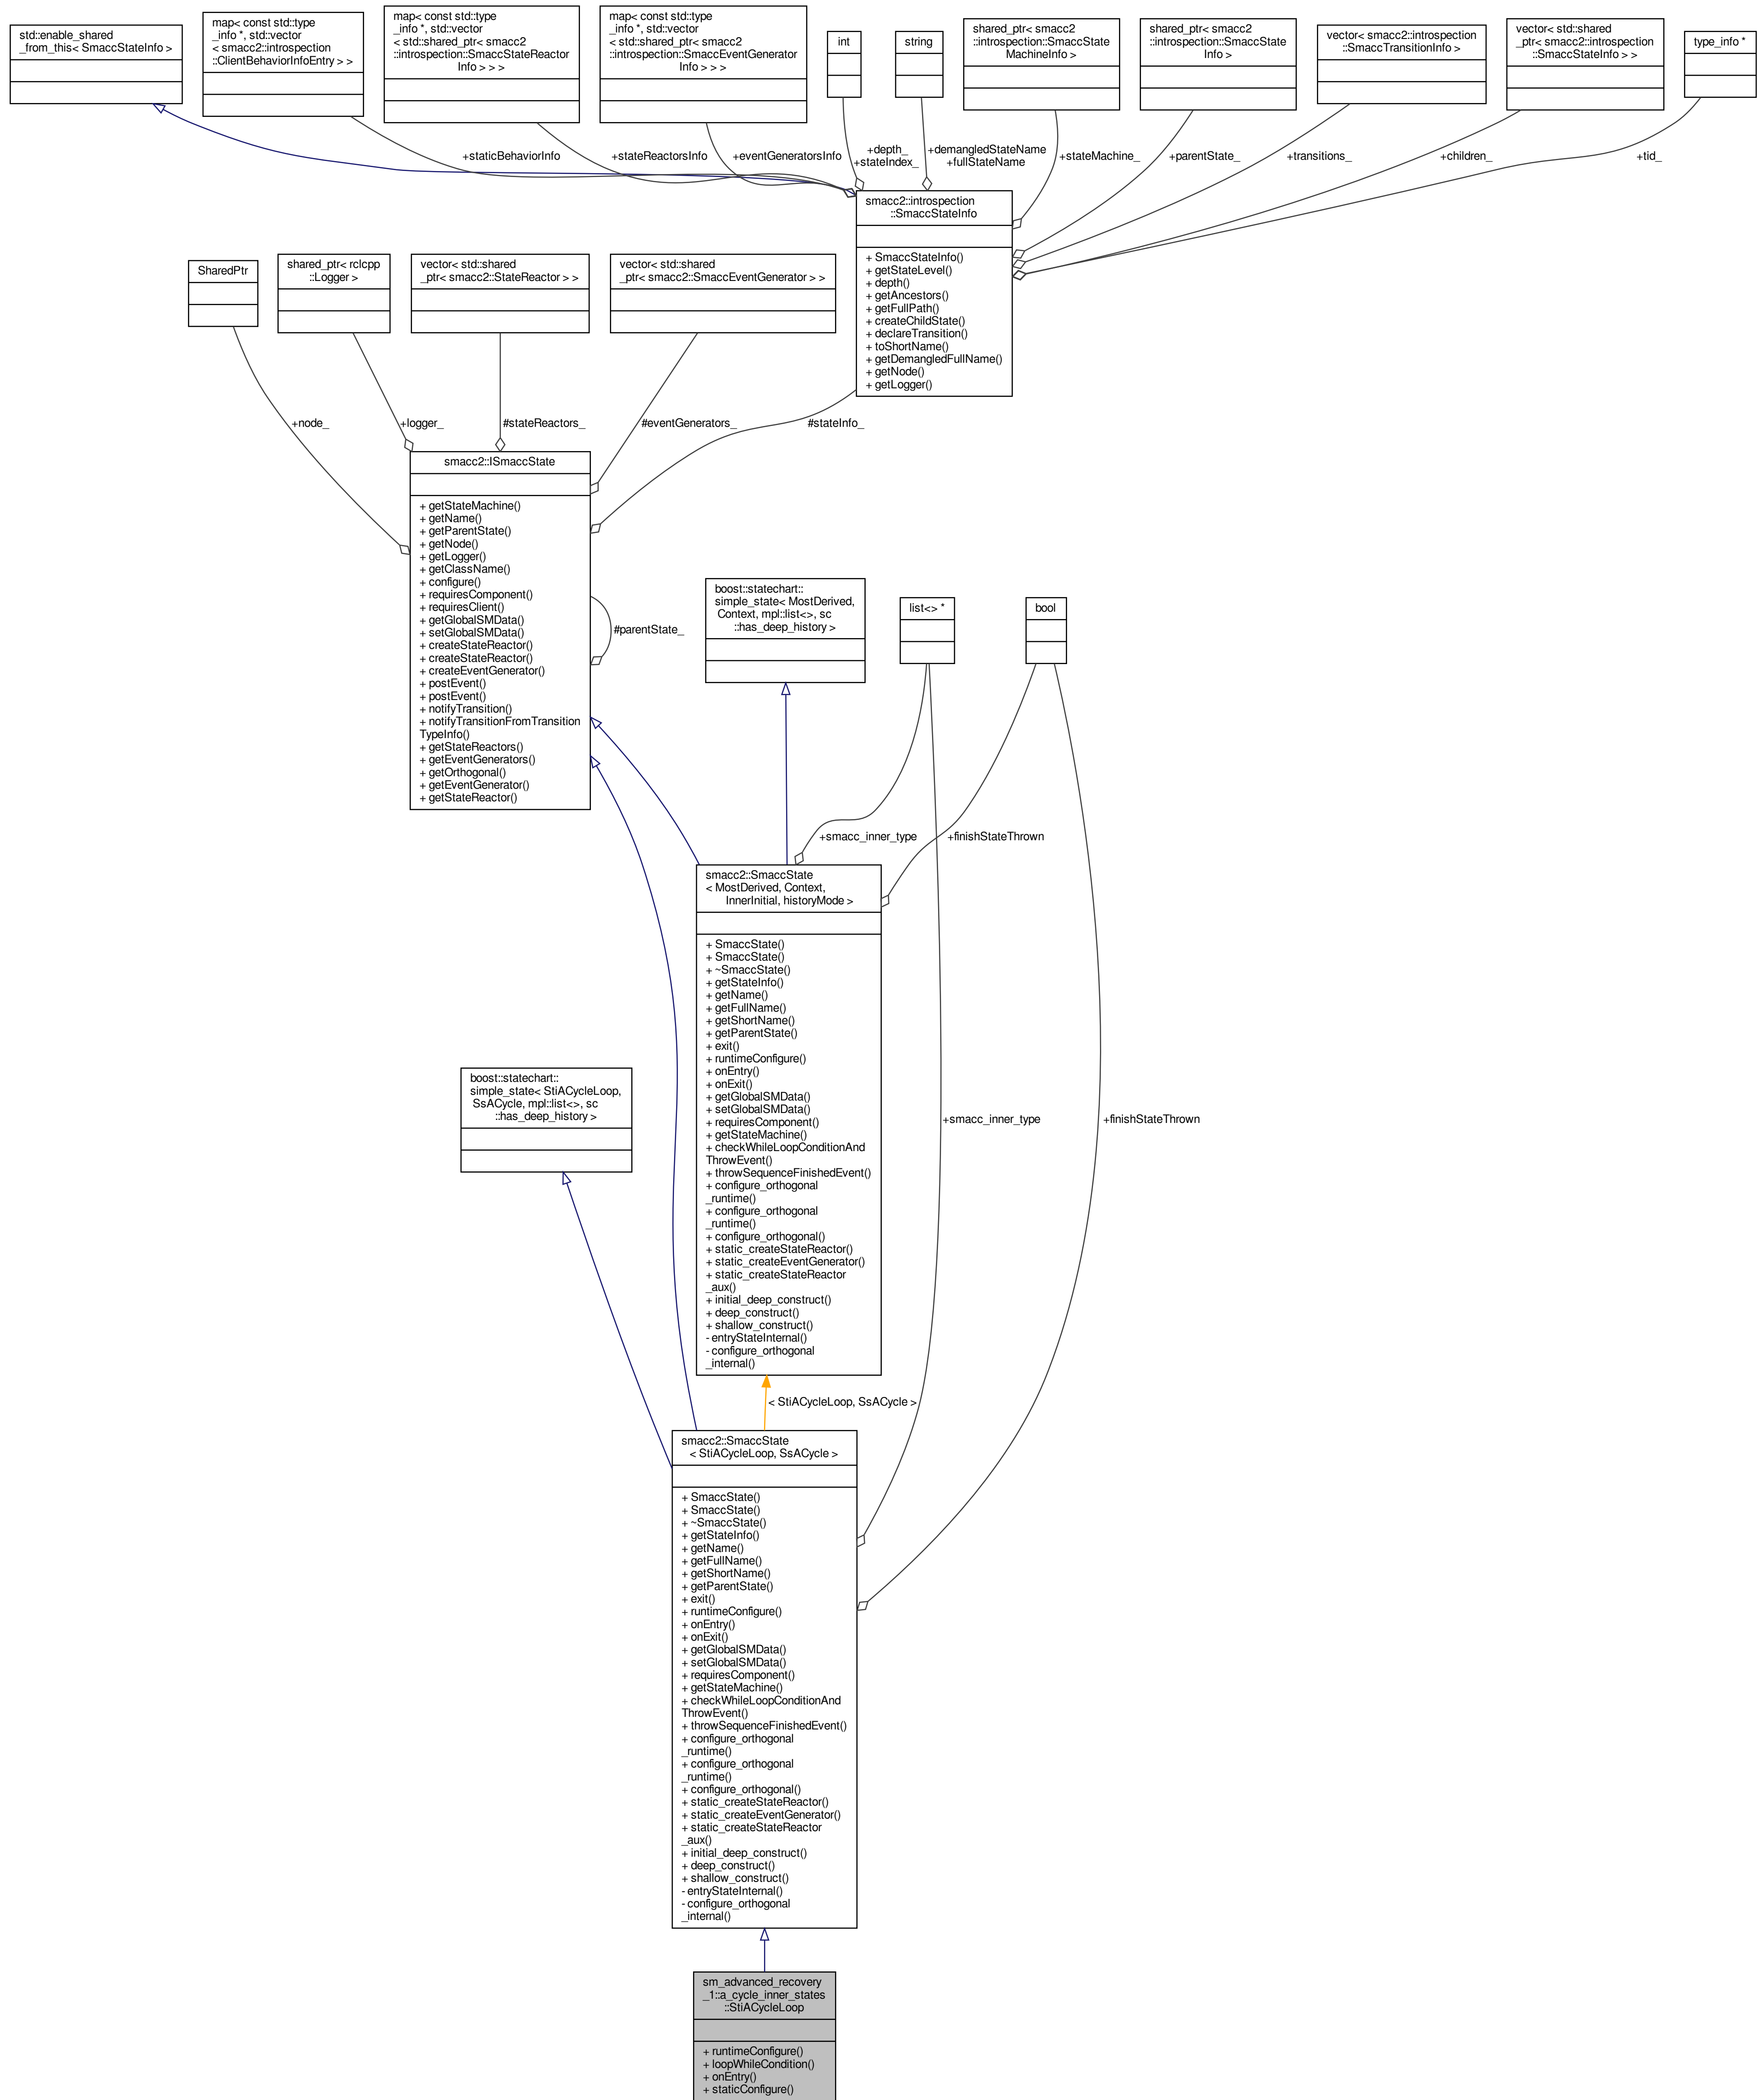 std::enable_shared
_from_this< SmaccStateInfo >
map< const std::type
_info *, std::vector
< smacc2::introspection
::ClientBehaviorInfoEntry > >
map< const std::type
_info *, std::vector
< std::shared_ptr< smacc2
::introspection::SmaccStateReactor
Info > > >
map< const std::type
_info *, std::vector
< std::shared_ptr< smacc2
::introspection::SmaccEventGenerator
Info > > >
int
string
shared_ptr< smacc2
::introspection::SmaccState
MachineInfo >
shared_ptr< smacc2
::introspection::SmaccState
Info >
vector< smacc2::introspection
::SmaccTransitionInfo >
vector< std::shared
_ptr< smacc2::introspection
::SmaccStateInfo > >
type_info *
+staticBehaviorInfo
+stateReactorsInfo
+eventGeneratorsInfo
+depth_
+stateIndex_
+demangledStateName
+fullStateName
+stateMachine_
+parentState_
+transitions_
+children_
+tid_
smacc2::introspection
::SmaccStateInfo
+ SmaccStateInfo()
+ getStateLevel()
+ depth()
+ getAncestors()
+ getFullPath()
+ createChildState()
+ declareTransition()
+ toShortName()
+ getDemangledFullName()
+ getNode()
+ getLogger()
SharedPtr
shared_ptr< rclcpp
::Logger >
vector< std::shared
_ptr< smacc2::StateReactor > >
vector< std::shared
_ptr< smacc2::SmaccEventGenerator > >
+node_
+logger_
#stateReactors_
#eventGenerators_
#stateInfo_
smacc2::ISmaccState
+ getStateMachine()
+ getName()
+ getParentState()
+ getNode()
+ getLogger()
+ getClassName()
+ configure()
+ requiresComponent()
+ requiresClient()
+ getGlobalSMData()
+ setGlobalSMData()
+ createStateReactor()
+ createStateReactor()
+ createEventGenerator()
+ postEvent()
+ postEvent()
+ notifyTransition()
+ notifyTransitionFromTransition
TypeInfo()
+ getStateReactors()
+ getEventGenerators()
+ getOrthogonal()
+ getEventGenerator()
+ getStateReactor()
#parentState_
boost::statechart::
simple_state< MostDerived,
Context, mpl::list<>, sc
::has_deep_history >
list<> *
bool
+smacc_inner_type
+finishStateThrown
smacc2::SmaccState
< MostDerived, Context,
InnerInitial, historyMode >
+ SmaccState()
+ SmaccState()
+ ~SmaccState()
+ getStateInfo()
+ getName()
+ getFullName()
+ getShortName()
+ getParentState()
+ exit()
+ runtimeConfigure()
+ onEntry()
+ onExit()
+ getGlobalSMData()
+ setGlobalSMData()
+ requiresComponent()
+ getStateMachine()
+ checkWhileLoopConditionAnd
ThrowEvent()
+ throwSequenceFinishedEvent()
+ configure_orthogonal
_runtime()
+ configure_orthogonal
_runtime()
+ configure_orthogonal()
+ static_createStateReactor()
+ static_createEventGenerator()
+ static_createStateReactor
_aux()
+ initial_deep_construct()
+ deep_construct()
+ shallow_construct()
- entryStateInternal()
- configure_orthogonal
_internal()
boost::statechart::
simple_state< StiACycleLoop,
SsACycle, mpl::list<>, sc
::has_deep_history >
+smacc_inner_type
+finishStateThrown
< StiACycleLoop, SsACycle >
smacc2::SmaccState
< StiACycleLoop, SsACycle >
+ SmaccState()
+ SmaccState()
+ ~SmaccState()
+ getStateInfo()
+ getName()
+ getFullName()
+ getShortName()
+ getParentState()
+ exit()
+ runtimeConfigure()
+ onEntry()
+ onExit()
+ getGlobalSMData()
+ setGlobalSMData()
+ requiresComponent()
+ getStateMachine()
+ checkWhileLoopConditionAnd
ThrowEvent()
+ throwSequenceFinishedEvent()
+ configure_orthogonal
_runtime()
+ configure_orthogonal
_runtime()
+ configure_orthogonal()
+ static_createStateReactor()
+ static_createEventGenerator()
+ static_createStateReactor
_aux()
+ initial_deep_construct()
+ deep_construct()
+ shallow_construct()
- entryStateInternal()
- configure_orthogonal
_internal()
sm_advanced_recovery
_1::a_cycle_inner_states
::StiACycleLoop
+ runtimeConfigure()
+ loopWhileCondition()
+ onEntry()
+ staticConfigure()